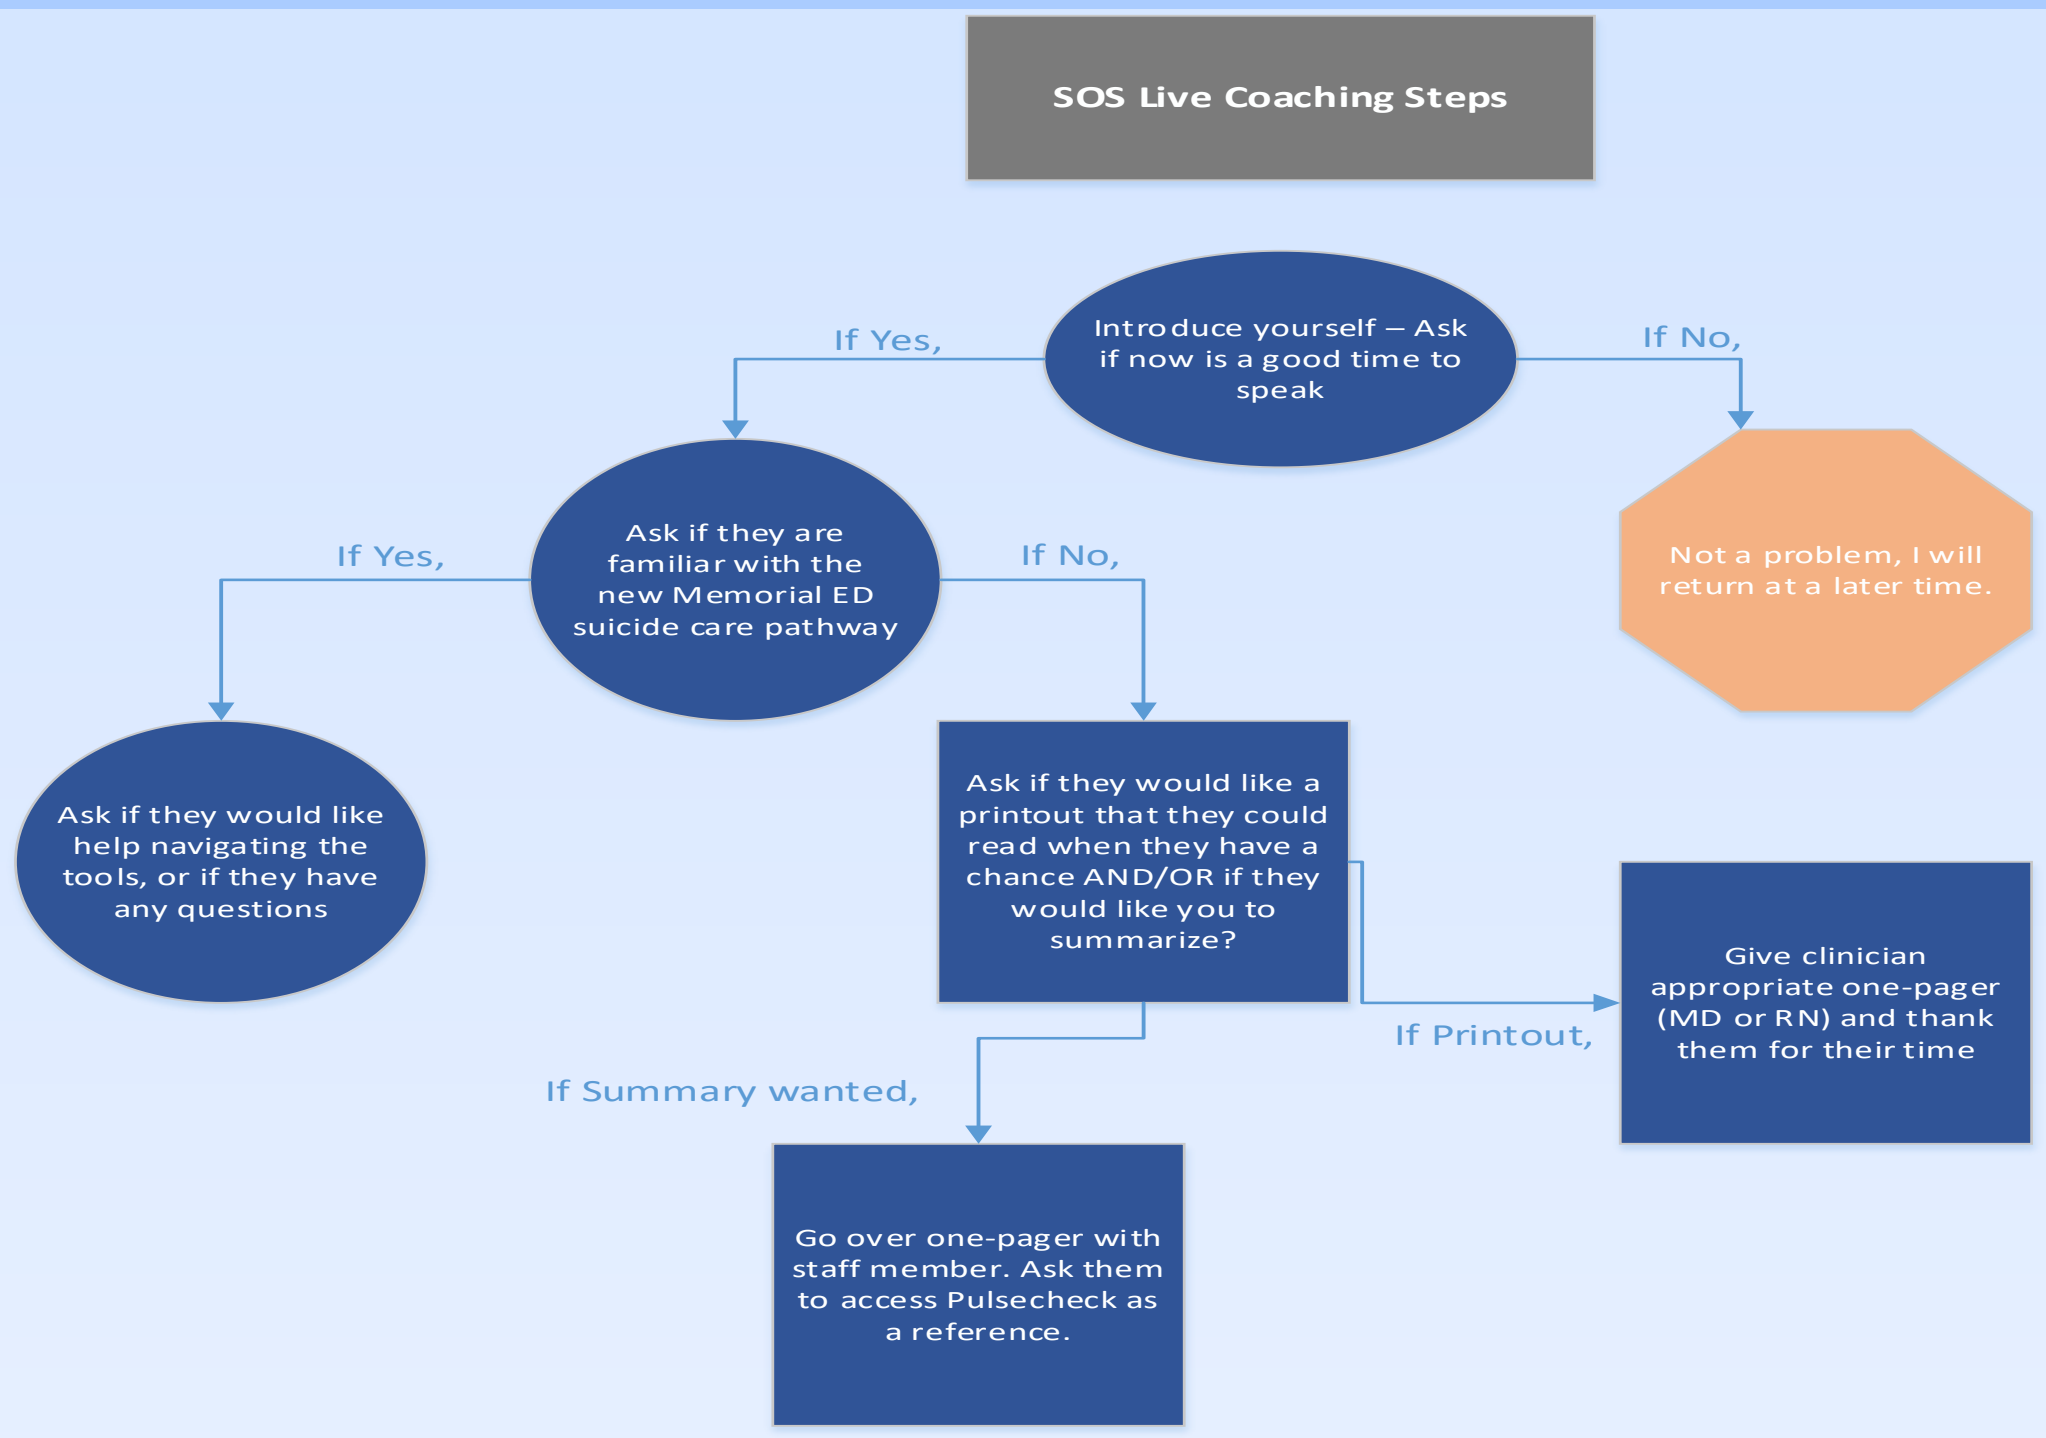 SOS Live Coaching Steps
If Yes,
Introduce yourself – Ask
if now is a good time to
speak
If No,
Not a problem, I will
return at a later time.
If Yes,
Ask if they are
familiar with the
new Memorial ED
suicide care pathway
If No,
Ask if they would like
help navigating the
tools, or if they have
any questions
Ask if they would like a
printout that they could
read when they have a
chance AND/OR if they
would like you to
summarize?
If Printout,
Give clinician
appropriate one-pager
(MD or RN) and thank
them for their time
If Summary wanted,
Go over one-pager with
staff member. Ask them
to access Pulsecheck as
a reference.